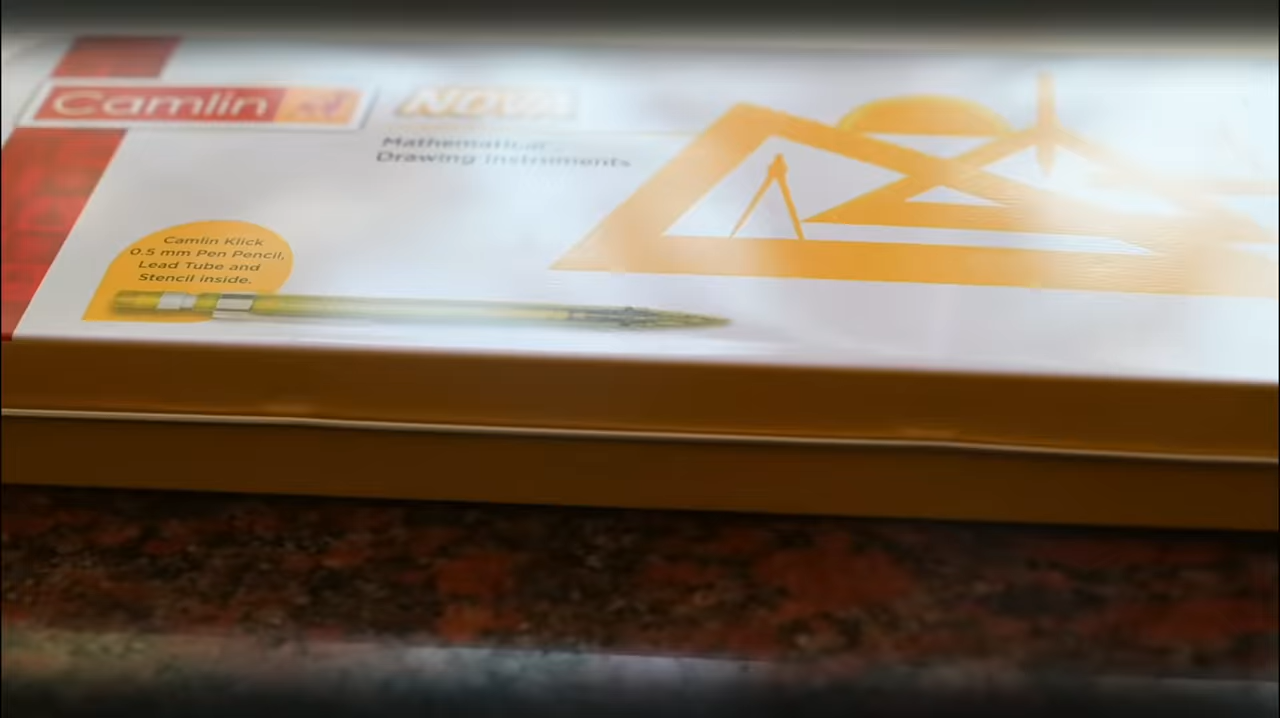 Camlin
NOVA
Mathematical
Drawing Instruments
Camlin Klick
0.5 mm Pen Pencil,
Lead Tube and
Stencil inside.